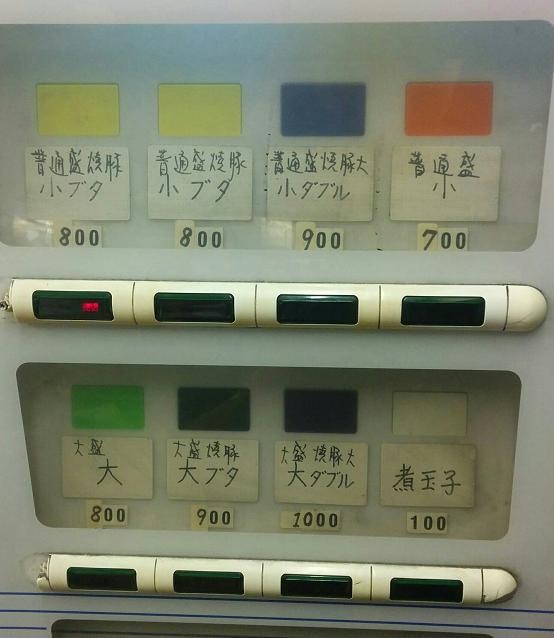 普通盛焼豚
小ブタ
800
普通盛焼豚
小ブタ
800
普通盛焼豚大
小ダブル
900
普通盛
小
700
大盛
大
800
大盛焼豚
大ブタ
900
大盛焼豚大
大ダブル
1000
煮玉子
100